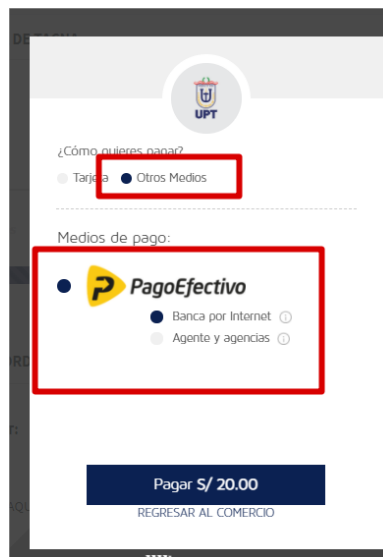 UPT
¿Cómo quieres pagar?
Tarjeta Otros Medios
Medios de pago:
PagoEfectivo
Banca por Internet
Agente y agencias
Pagar S/ 20.00
REGRESAR AL COMERCIO